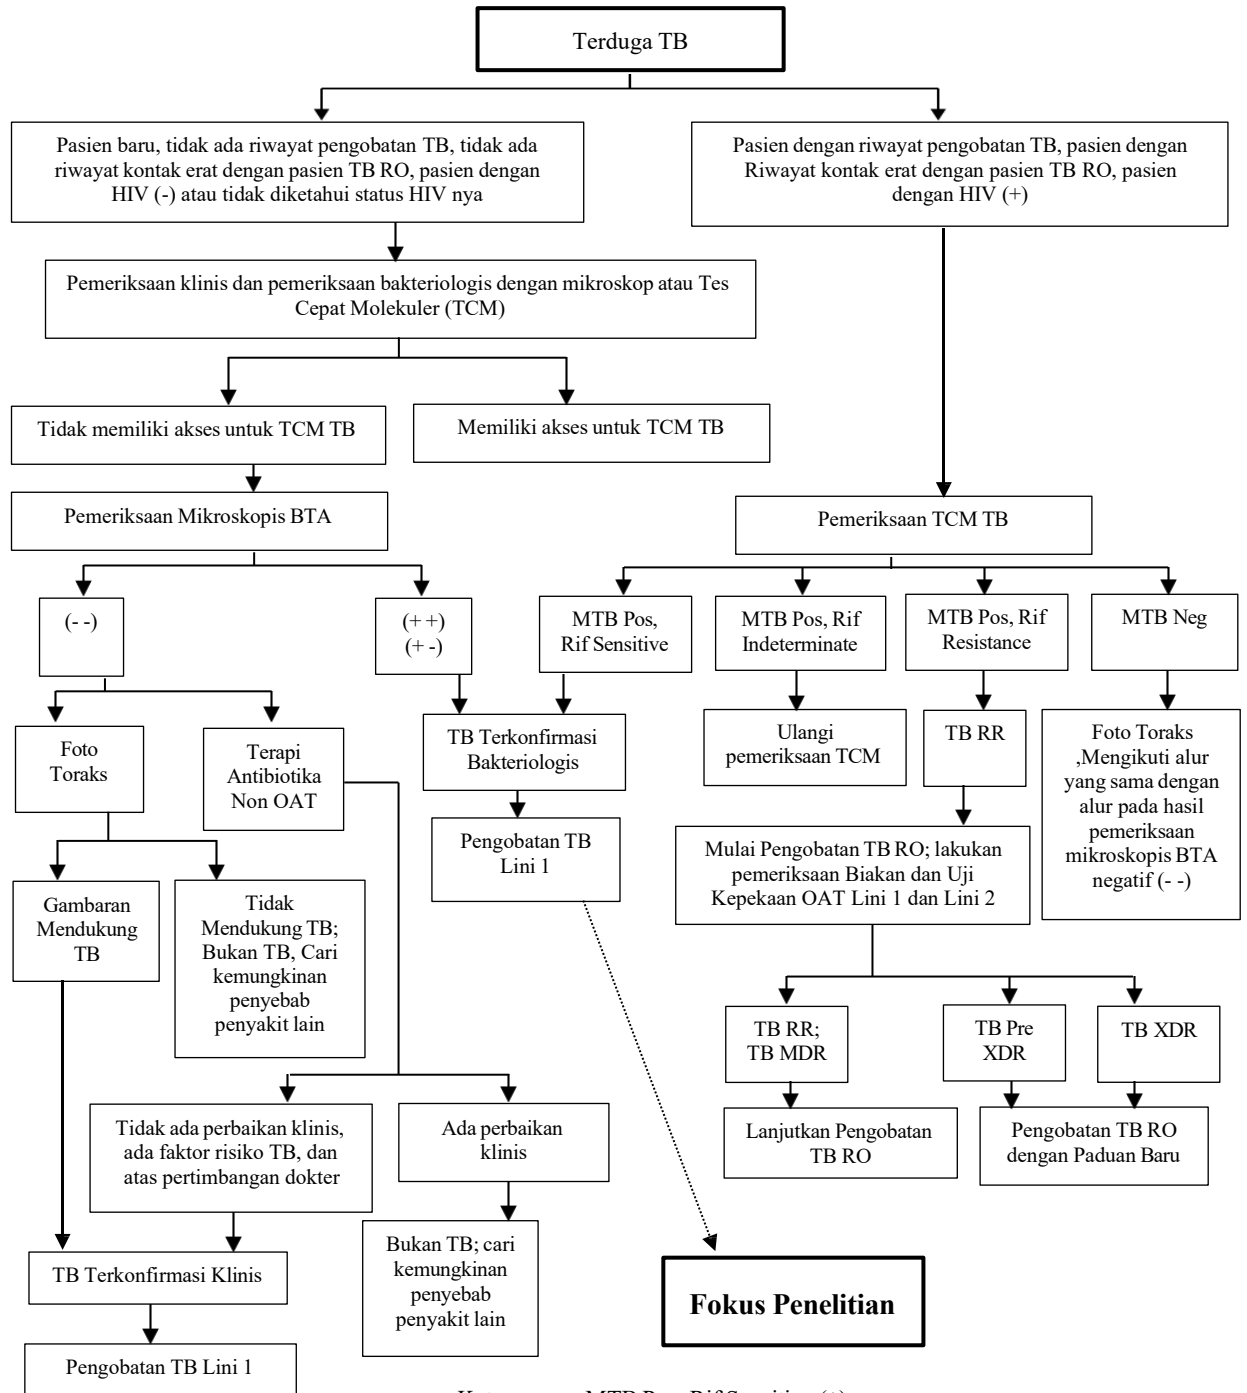 Terduga TB
Pasien baru, tidak ada riwayat pengobatan TB, tidak ada
riwayat kontak erat dengan pasien TB RO, pasien dengan
HIV (-) atau tidak diketahui status HIV nya
Pasien dengan riwayat pengobatan TB, pasien dengan
Riwayat kontak erat dengan pasien TB RO, pasien
dengan HIV (+)
Pemeriksaan klinis dan pemeriksaan bakteriologis dengan mikroskop atau Tes
Cepat Molekuler (TCM)
Tidak memiliki akses untuk TCM TB
Memiliki akses untuk TCM TB
Pemeriksaan Mikroskopis BTA
Pemeriksaan TCM TB
(- -)
(+ +)
(+ -)
MTB Pos,
Rif Sensitive
MTB Pos, Rif
Indeterminate
MTB Pos, Rif
Resistance
MTB Neg
Foto
Toraks
Terapi
Antibiotika
Non OAT
TB Terkonfirmasi
Bakteriologis
Ulangi
pemeriksaan TCM
TB RR
Foto Toraks
,Mengikuti alur
yang sama dengan
alur pada hasil
pemeriksaan
mikroskopis BTA
negatif (- -)
Pengobatan TB
Lini 1
Mulai Pengobatan TB RO; lakukan
pemeriksaan Biakan dan Uji
Kepekaan OAT Lini 1 dan Lini 2
Gambaran
Mendukung
TB
Tidak
Mendukung TB;
Bukan TB, Cari
kemungkinan
penyebab
penyakit lain
TB RR;
TB MDR
TB Pre
XDR
TB XDR
Tidak ada perbaikan klinis,
ada faktor risiko TB, dan
atas pertimbangan dokter
Ada perbaikan
klinis
Lanjutkan Pengobatan
TB RO
Pengobatan TB RO
dengan Paduan Baru
TB Terkonfirmasi Klinis
Bukan TB; cari
kemungkinan
penyebab
penyakit lain
Fokus Penelitian
Pengobatan TB Lini 1